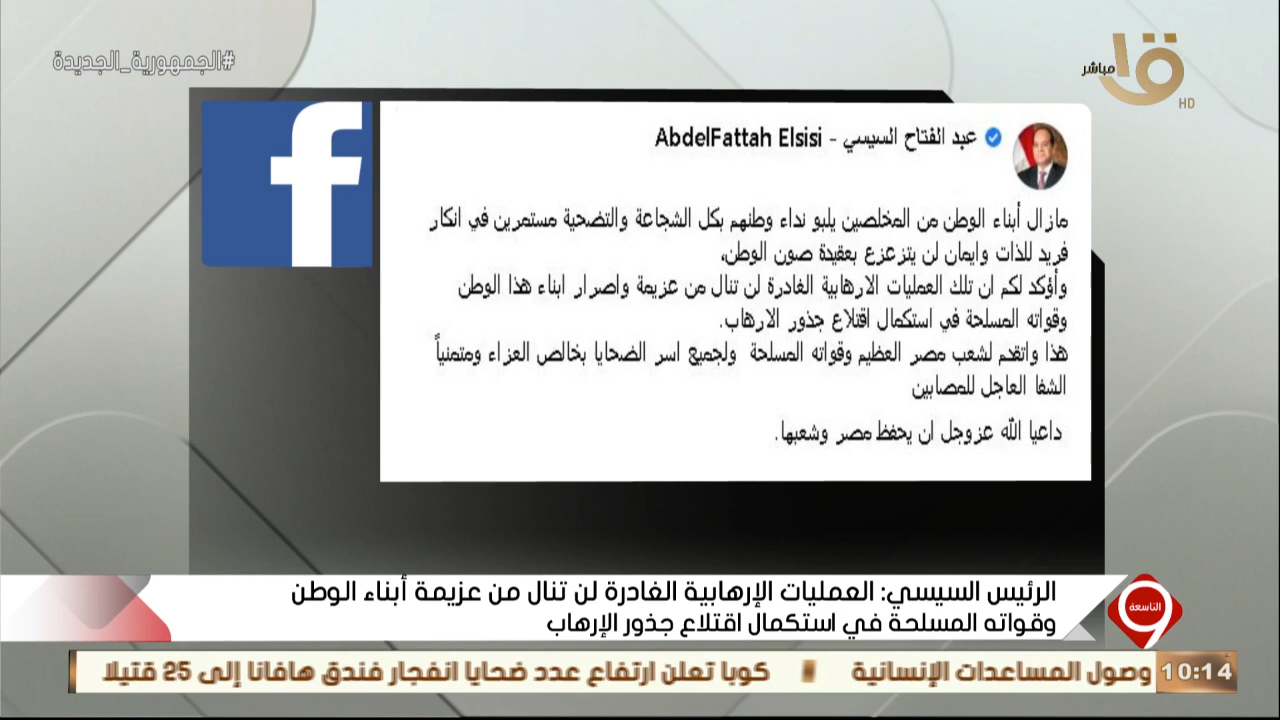 #الجمهورية_الجديدة
مباشر
HD
عبد الفتاح السيسي - AbdelFattah Elsisi
مازال أبناء الوطن من المخلصين يلبو نداء وطنهم بكل الشجاعة والتضحية مستمرين في انكار
فريد للذات وايمان لن يتزعزع بعقيدة صون الوطن،
وأؤكد لكم ان تلك العمليات الارهابية الغادرة لن تنال من عزيمة واصرار ابناء هذا الوطن
وقواته المسلحة في استكمال اقتلاع جذور الارهاب.
هذا واتقدم لشعب مصر العظيم وقواته المسلحة ولجميع اسر الضحايا بخالص العزاء ومتمنياً
الشفا العاجل للمصابين
داعيا الله عزوجل ان يحفظ مصر وشعبها.
الرئيس السيسي: العمليات الإرهابية الغادرة لن تنال من عزيمة أبناء الوطن
وقواته المسلحة في استكمال اقتلاع جذور الإرهاب
التاسعة
10:14 وصول المساعدات الإنسانية كوبا تعلن ارتفاع عدد ضحايا انفجار فندق هافانا إلى 25 قتيلا